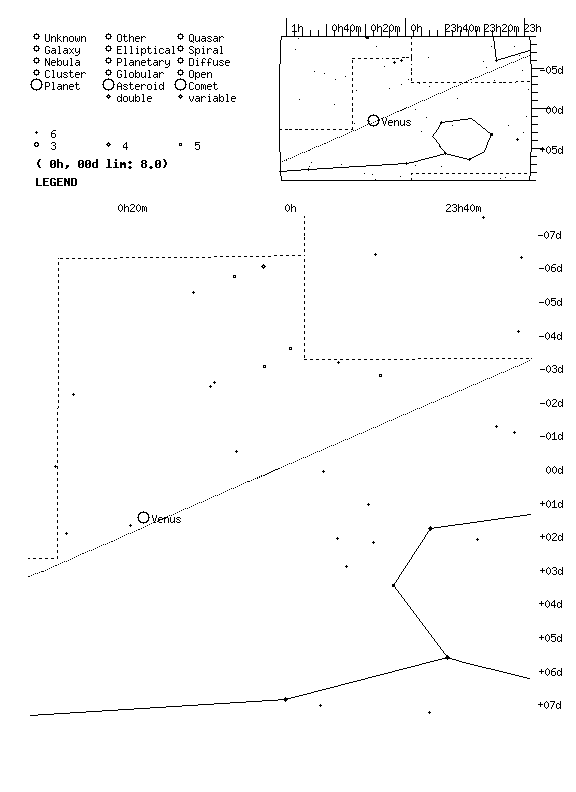 Unknown Other Quasar
Galaxy Elliptical Spiral
Nebula Planetary Diffuse
Cluster Globular Open
Planet Asteroid Comet
double variable
6
3 4 5
( 0h, 00d lim: 8.0)
LEGEND
1h 0h40m 0h20m 0h 23h40m 23h20m 23h
-05d
00d
Venus
+05d
0h20m 0h 23h40m
-07d
-06d
-05d
-04d
-03d
-02d
-01d
00d
+01d
Venus
+02d
+03d
+04d
+05d
+06d
+07d